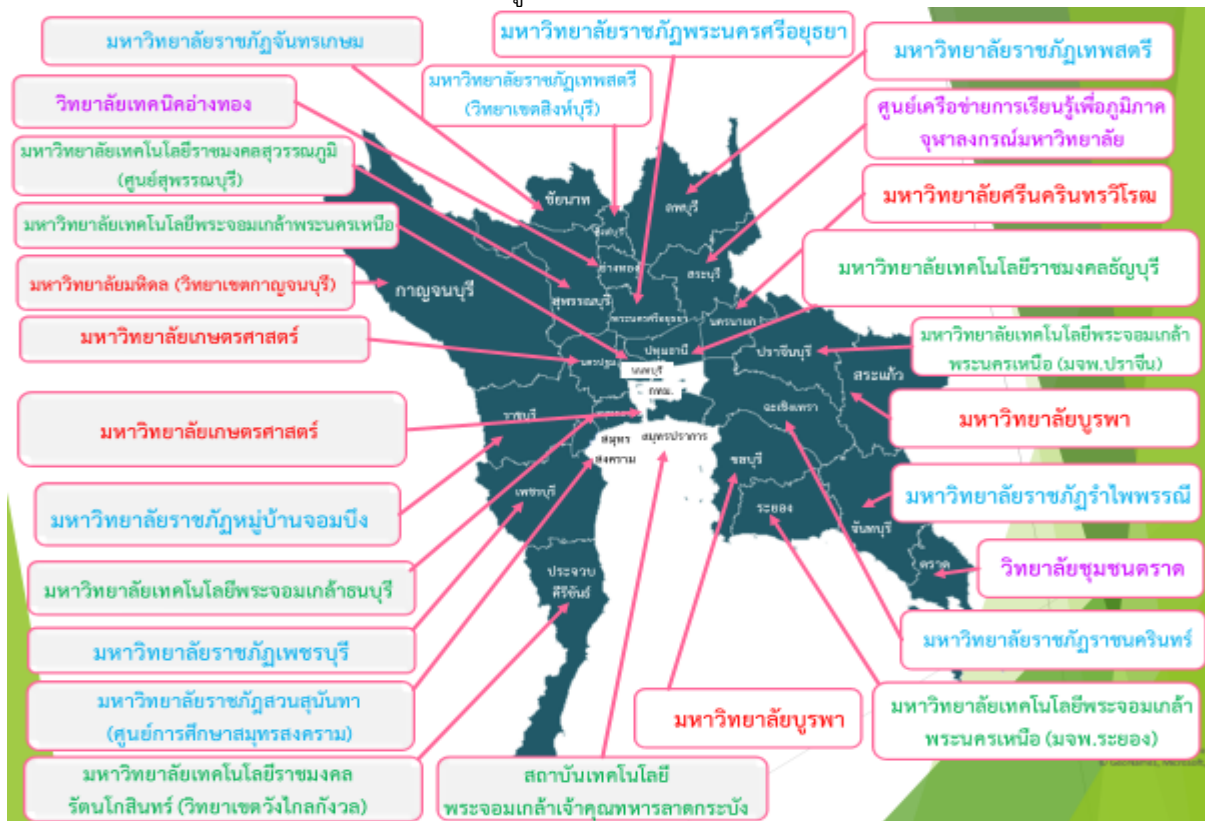 มหาวิทยาลัยราชภัฏจันทรเกษม
มหาวิทยาลัยราชภัฏพระนครศรีอยุธยา
มหาวิทยาลัยราชภัฏเทพสตรี
มหาวิทยาลัยราชภัฏเทพสตรี
(วิทยาเขตสิงห์บุรี)
วิทยาลัยเทคนิคอ่างทอง
ศูนย์เครือข่ายการเรียนรู้เพื่อภูมิภาค
จุฬาลงกรณ์มหาวิทยาลัย
มหาวิทยาลัยเทคโนโลยีราชมงคลสุวรรณภูมิ
(ศูนย์สุพรรณบุรี)
มหาวิทยาลัยศรีนครินทรวิโรฒ
มหาวิทยาลัยเทคโนโลยีพระจอมเกล้าพระนครเหนือ
มหาวิทยาลัยเทคโนโลยีราชมงคลธัญบุรี
มหาวิทยาลัยมหิดล (วิทยาเขตกาญจนบุรี)
มหาวิทยาลัยเกษตรศาสตร์
มหาวิทยาลัยเทคโนโลยีพระจอมเกล้า
พระนครเหนือ (มจพ.ปราจีน)
มหาวิทยาลัยเกษตรศาสตร์
มหาวิทยาลัยบูรพา
มหาวิทยาลัยราชภัฏหมู่บ้านจอมบึง
มหาวิทยาลัยราชภัฏรำไพพรรณี
มหาวิทยาลัยเทคโนโลยีพระจอมเกล้าธนบุรี
วิทยาลัยชุมชนตราด
มหาวิทยาลัยราชภัฏเพชรบุรี
มหาวิทยาลัยราชภัฏราชนครินทร์
มหาวิทยาลัยราชภัฏสวนสุนันทา
(ศูนย์การศึกษาสมุทรสงคราม)
มหาวิทยาลัยบูรพา
มหาวิทยาลัยเทคโนโลยีพระจอมเกล้า
พระนครเหนือ (มจพ.ระยอง)
มหาวิทยาลัยเทคโนโลยีราชมงคล
รัตนโกสินทร์ (วิทยาเขตวังไกลกังวล)
สถาบันเทคโนโลยี
พระจอมเกล้าเจ้าคุณทหารลาดกระบัง
ชัยนาท
ลพบุรี
สิงห์บุรี
อ่างทอง
สระบุรี
กาญจนบุรี
สุพรรณบุรี
พระนครศรีอยุธยา
นครนายก
ปทุมธานี
ปราจีนบุรี
นครปฐม
นนทบุรี
สระแก้ว
กทม.
ฉะเชิงเทรา
ราชบุรี
สมุทร
สงคราม
สมุทรปราการ
ชลบุรี
เพชรบุรี
ระยอง
จันทบุรี
ตราด
ประจวบ
คีรีขันธ์
© GeoNames, Microsoft,